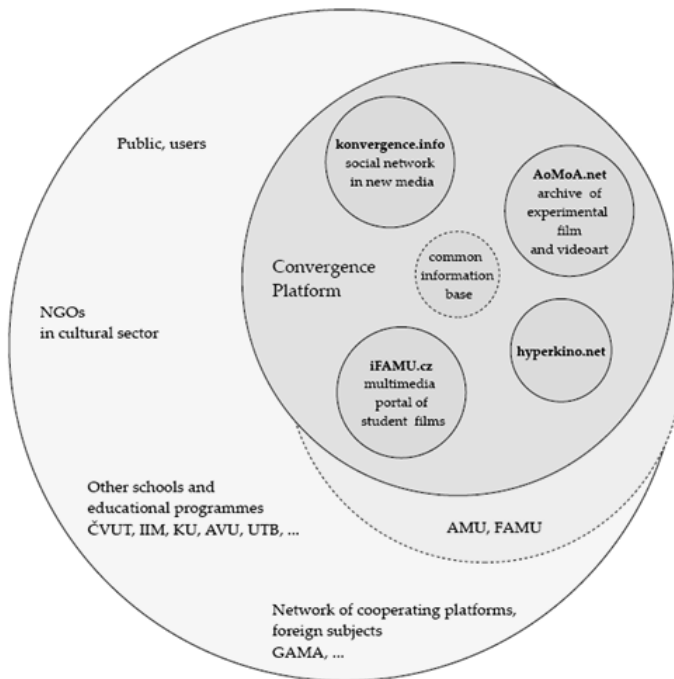 Public, users
konvergence.info
social network
in new media
AoMoA.net
archive of
experimental
film
and videoart
Convergence
Platform
common
information
base
NGOs
in cultural sector
hyperkino.net
iFAMU.cz
multimedia
portal of
student films
Other schools and
educational programmes
ČVUT, IIM, KU, AVU, UTB, ...
AMU, FAMU
Network of cooperating platforms,
foreign subjects
GAMA, ...